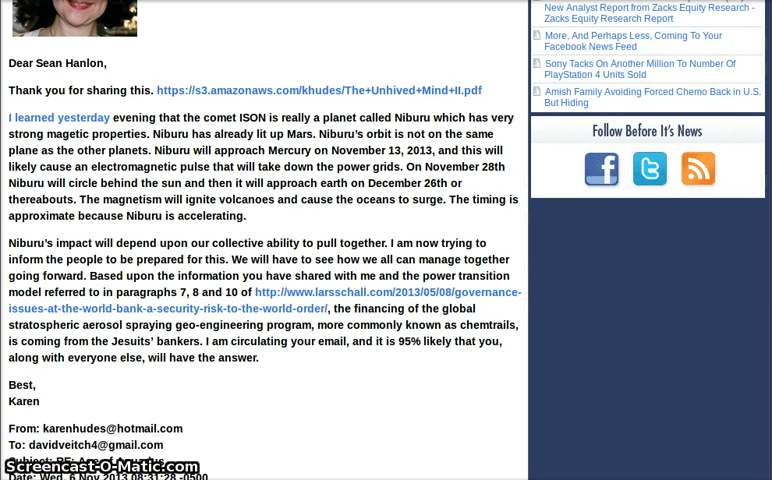 Dear Sean Hanlon,
Thank you for sharing this. https://s3.amazonaws.com/khudes/The+Unhived+Mind+II.pdf
I learned yesterday evening that the comet ISON is really a planet called Niburu which has very
strong magetic properties. Niburu has already lit up Mars. Niburu's orbit is not on the same
plane as the other planets. Niburu will approach Mercury on November 13, 2013, and this will
likely cause an electromagnetic pulse that will take down the power grids. On November 28th
Niburu will circle behind the sun and then it will approach earth on December 26th or
thereabouts. The magnetism will ignite volcanoes and cause the oceans to surge. The timing is
approximate because Niburu is accelerating.
Niburu's impact will depend upon our collective ability to pull together. I am now trying to
inform the people to be prepared for this. We will have to see how we all can manage together
going forward. Based upon the information you have shared with me and the power transition
model referred to in paragraphs 7, 8 and 10 of http://www.larsschall.com/2013/05/08/governance-
issues-at-the-world-bank-a-security-risk-to-the-world-order/, the financing of the global
stratospheric aerosol spraying geo-engineering program, more commonly known as chemtrails,
is coming from the Jesuits' bankers. I am circulating your email, and it is 95% likely that you,
along with everyone else, will have the answer.
Best,
Karen
From: karenhudes@hotmail.com
To: davidveitch4@gmail.com
Subject: RE:
Date: Wed, 6 Nov 2013 08:31:28 -0500
Screencast-O-Matic.com
New Analyst Report from Zacks Equity Research -
Zacks Equity Research Report
More, And Perhaps Less, Coming To Your
Facebook News Feed
Sony Tacks On Another Million To Number Of
PlayStation 4 Units Sold
Amish Family Avoiding Forced Chemo Back in U.S.
But Hiding
Follow Before It's News